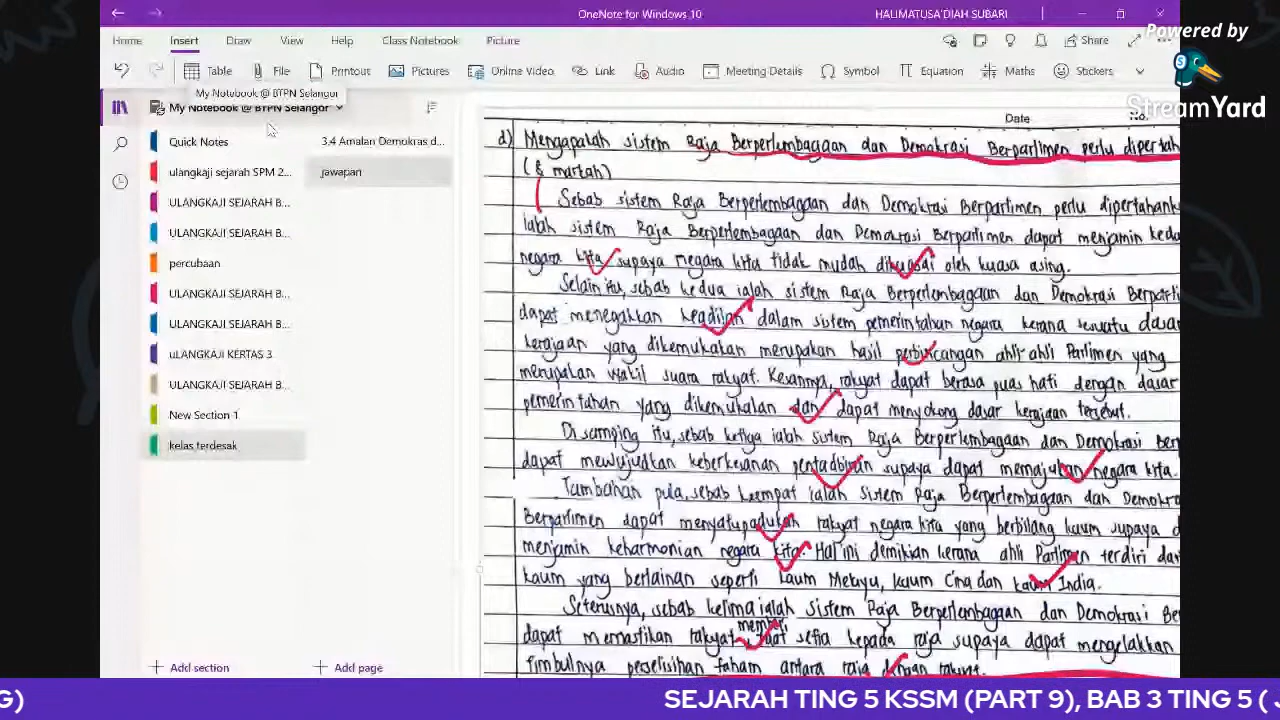 OneNote for Windows 10
HALIMATUSA'DIAH SUBARI
Powered by
StreamYard
Home Insert Draw View Help Class Notebook Picture
Share
Table File Printout Pictures Online Video Link Audio Meeting Details Symbol Equation Maths Stickers
My Notebook @ BTPN Selangor
My Notebook @ BTPN Selangor
Quick Notes
ulangkaji sejarah SPM 2...
ULANGKAJI SEJARAH B...
ULANGKAJI SEJARAH B...
percubaan
ULANGKAJI SEJARAH B...
ULANGKAJI SEJARAH B...
uLANGKAJI KERTAS 3
ULANGKAJI SEJARAH B...
New Section 1
kelas terdesak
Add section
3.4 Amalan Demokras d...
jawapan
Add page
Date No.
d) Mengapakah sistem Raja Berperlembagaan dan Demokrasi Berparlimen perlu dipertah
(8 markah)
Sebab sistem Raja Berperlembagaan dan Demokrasi Berparlimen perlu dipertahank
ialah sistem Raja Berperlembagaan dan Demokrasi Berparlimen dapat menjamin keda
negara kita supaya negara kita tidak mudah dikuasai oleh kuasa asing.
Selain itu, sebab kedua ialah sistem Raja Berperlembagaan dan Demokrasi Berparli
dapat menegakkan keadilan dalam sistem pemerintahan negara kerana sesuatu dasar
kerajaan yang dikemukakan merupakan hasil perbincangan ahli-ahli Parlimen yang
merupakan wakil suara rakyat. Kesannya, rakyat dapat berasa puas hati dengan dasar
pemerintahan yang dikemukakan dan dapat menyokong dasar kerajaan tersebut.
Di samping itu, sebab ketiga ialah sistem Raja Berperlembagaan dan Demokrasi Ber
dapat mewujudkan keberkesanan pentadbiran supaya dapat memajukan negara kita.
Tambahan pula, sebab keempat ialah sistem Raja Berperlembagaan dan Demokra
Berparlimen dapat menyatupadukan rakyat negara kita yang berbilang kaum supaya d
menjamin keharmonian negara kita. Hal ini demikian kerana ahli Parlimen terdiri dar
kaum yang berlainan seperti kaum Melayu, kaum Cina dan kaum India.
Seterusnya, sebab kelima ialah sistem Raja Berperlembagaan dan Demokrasi Be
dapat memastikan rakyat member taat setia kepada raja supaya dapat mengelakkan
timbulnya perselisihan faham antara raja dengan rakyat.
G)
SEJARAH TING 5 KSSM (PART 9), BAB 3 TING 5 (